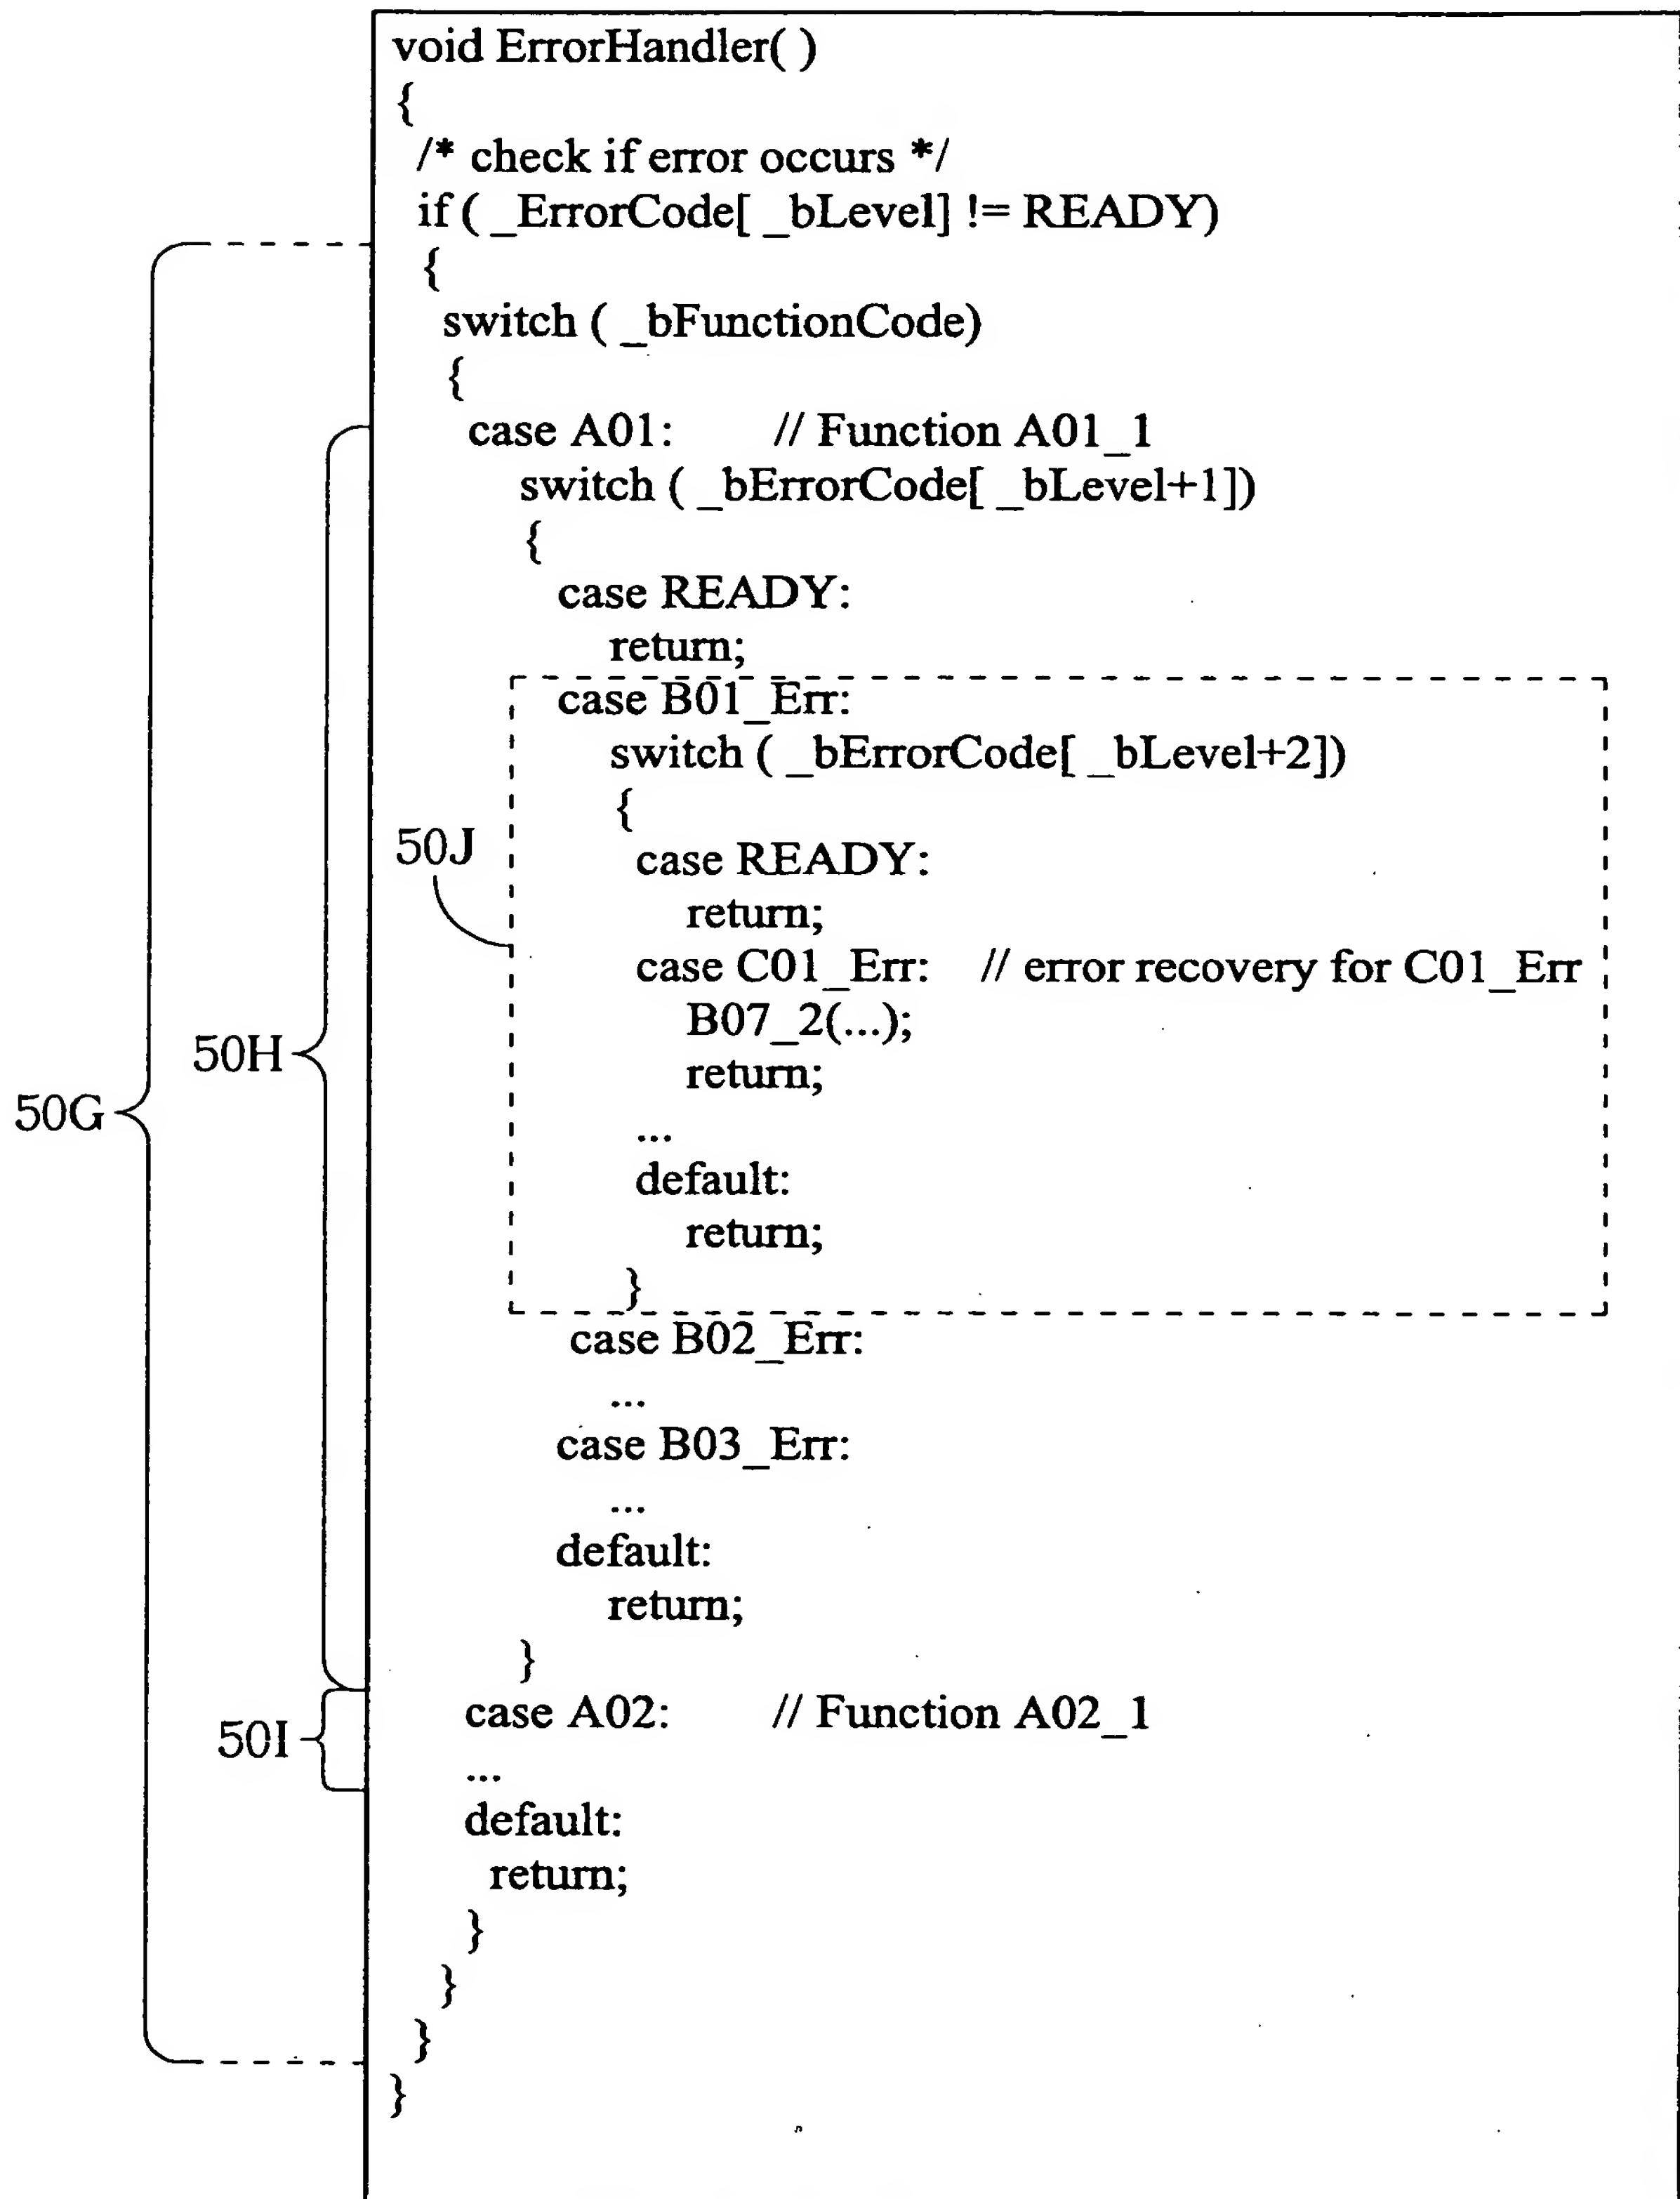 void ErrorHandler( )
{
/* check if error occurs */
if ( _ErrorCode[ _bLevel] != READY)
{
switch ( _bFunctionCode)
{
case A01: // Function A01_1
switch ( _bErrorCode[ _bLevel+1])
{
case READY:
return;
case B01_Err:
switch ( _bErrorCode[ _bLevel+2])
{
50J
case READY:
return;
case C01_Err: // error recovery for C01_Err
B07_2(...);
50H
return;
50G
...
default:
return;
}
case B02_Err:
...
case B03_Err:
...
default:
return;
}
case A02: // Function A02_1
50I
...
default:
return;
}
}
}
}